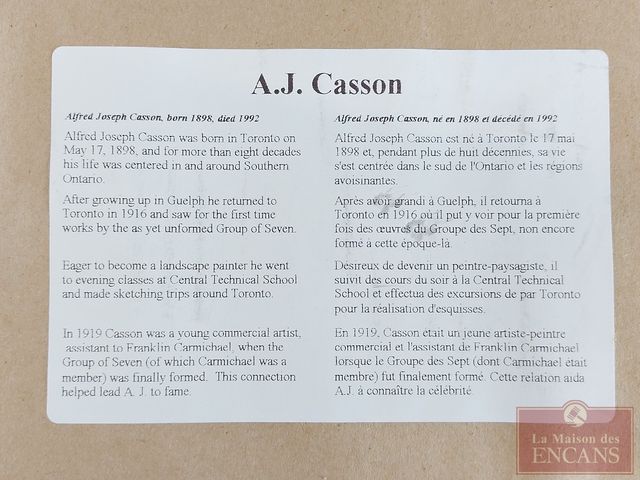 A.J. Casson
Alfred Joseph Casson, born 1898, died 1992
Alfred Joseph Casson was born in Toronto on
May 17, 1898, and for more than eight decades
his life was centered in and around Southern
Ontario.
After growing up in Guelph he returned to
Toronto in 1916 and saw for the first time
works by the as yet unformed Group of Seven.
Eager to become a landscape painter he went
to evening classes at Central Technical School
and made sketching trips around Toronto.
In 1919 Casson was a young commercial artist,
assistant to Franklin Carmichael, when the
Group of Seven (of which Carmichael was a
member) was finally formed. This connection
helped lead A. J. to fame.
Alfred Joseph Casson, né en 1898 et décédé en 1992
Alfred Joseph Casson est né à Toronto le 17 mai
1898 et, pendant plus de huit décennies, sa vie
s'est centrée dans le sud de l'Ontario et les régions
avoisinantes.
Après avoir grandi à Guelph, il retourna à
Toronto en 1916 où il put y voir pour la première
fois des œuvres du Groupe des Sept, non encore
formé à cette époque-là.
Désireux de devenir un peintre-paysagiste, il
suivit des cours du soir à la Central Technical
School et effectua des excursions de par Toronto
pour la réalisation d'esquisses.
En 1919, Casson était un jeune artiste-peintre
commercial et l'assistant de Franklin Carmichael
lorsque le Groupe des Sept (dont Carmichael était
membre) fut finalement formé. Cette relation aida
A.J. à connaître la célébrité.
La Maison des
ENCANS